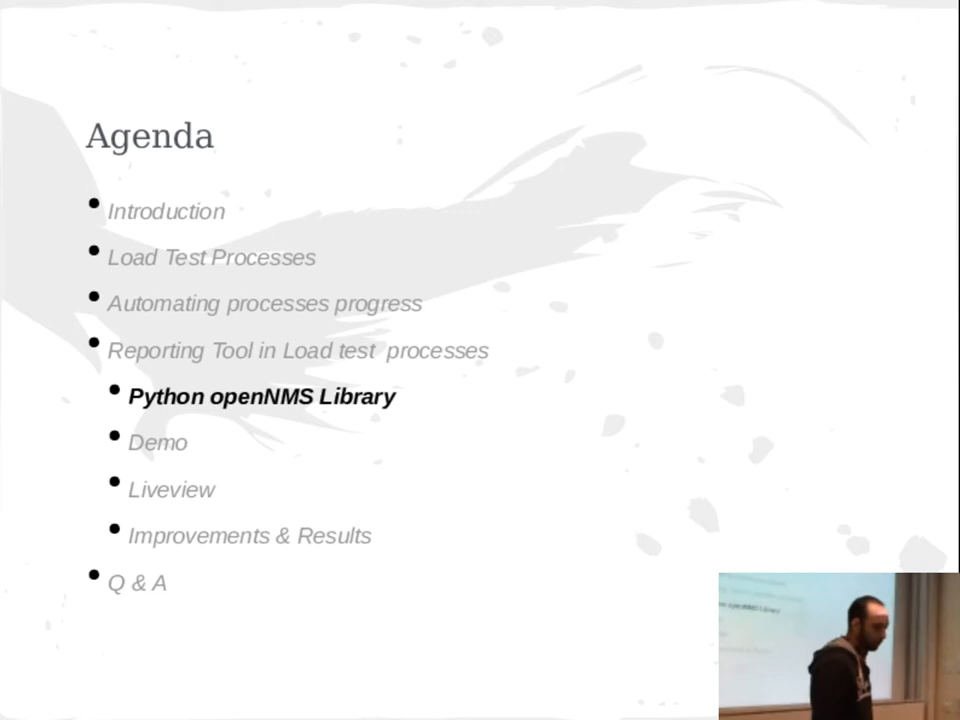 Agenda
Introduction
Load Test Processes
Automating processes progress
Reporting Tool in Load test processes
Python openNMS Library
Demo
Liveview
Improvements & Results
Q & A